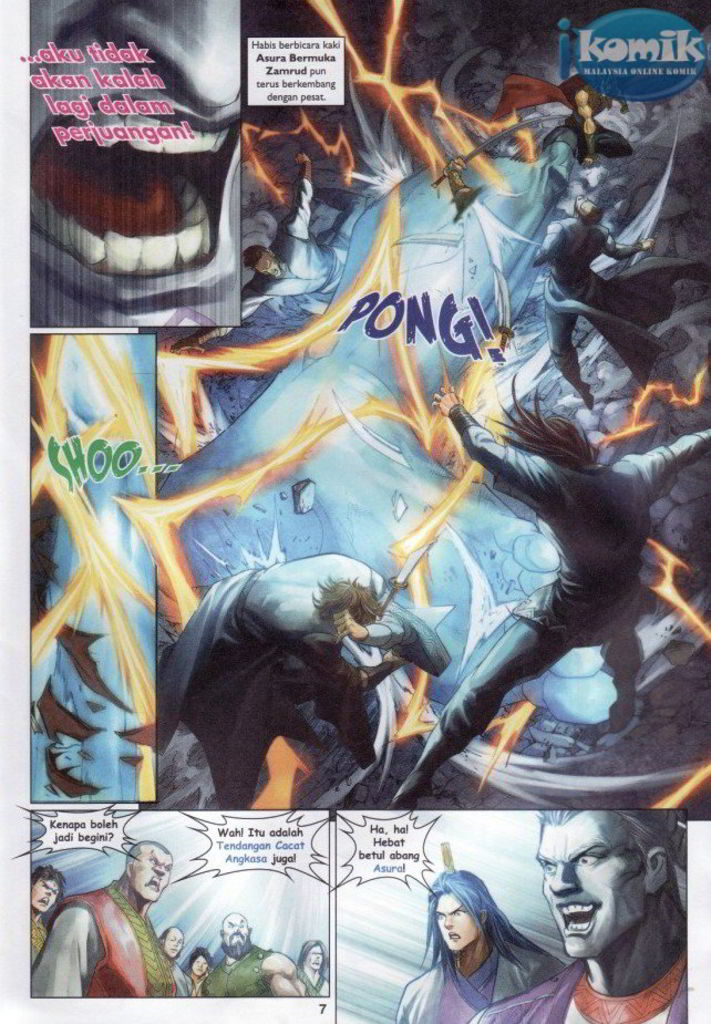 ...aku tidak
akan kalah
lagi dalam
perjuangan!
Habis berbicara kaki
Asura Bermuka
Zamrud pun
terus berkembang
dengan pesat.
ikomik
MALAYSIA ONLINE KOMIK
PONG!
SHOO...
Kenapa boleh
jadi begini?
Wah! Itu adalah
Tendangan Cacat
Angkasa juga!
Ha, ha!
Hebat
betul abang
Asura!
7